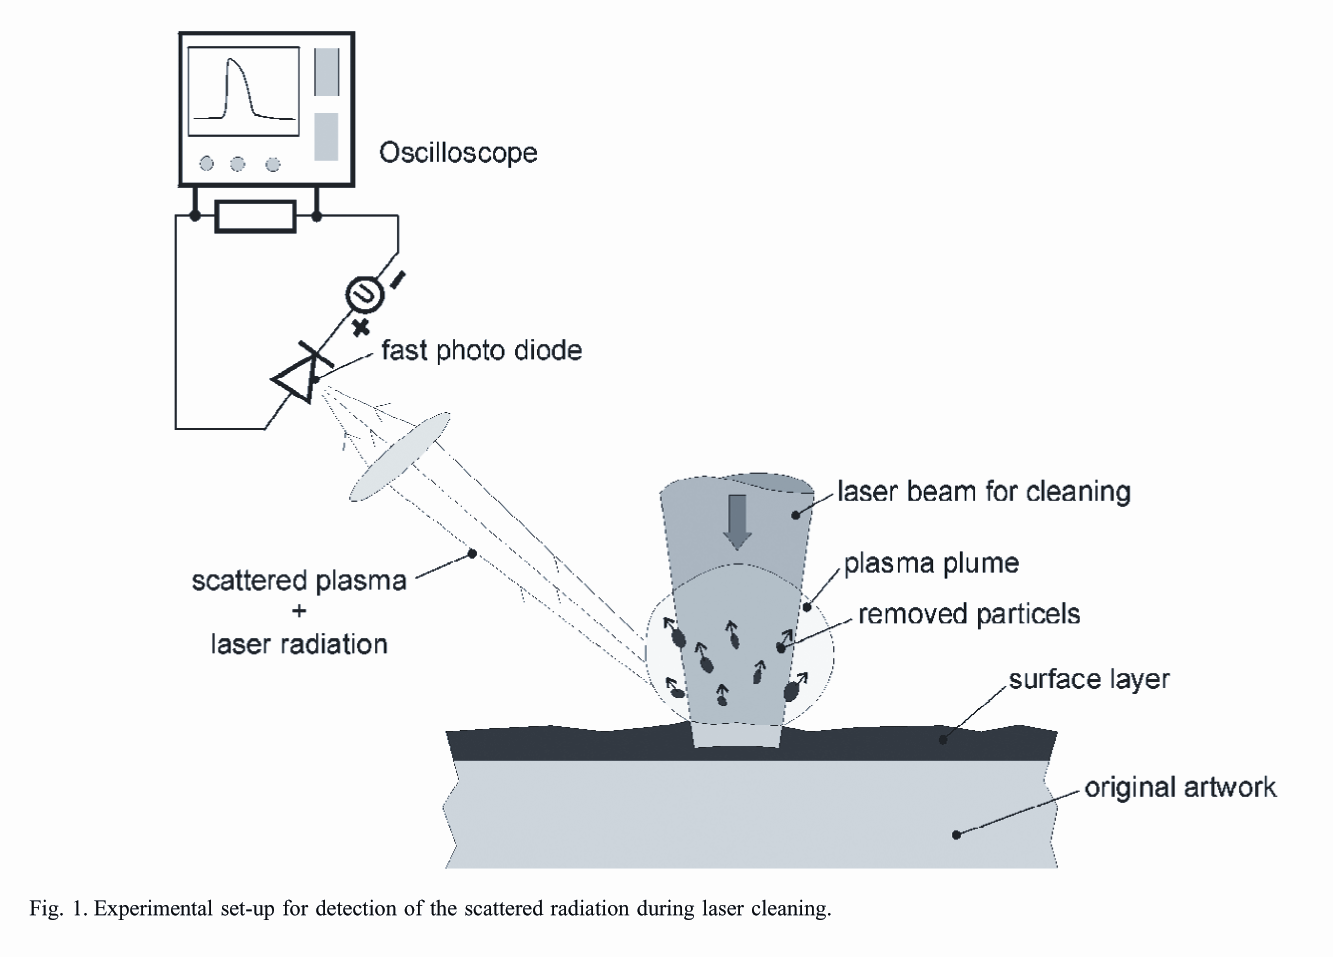 Oscilloscope
U
−
+
fast photo diode
laser beam for cleaning
plasma plume
scattered plasma
+
laser radiation
removed particels
surface layer
original artwork
Fig. 1. Experimental set-up for detection of the scattered radiation during laser cleaning.